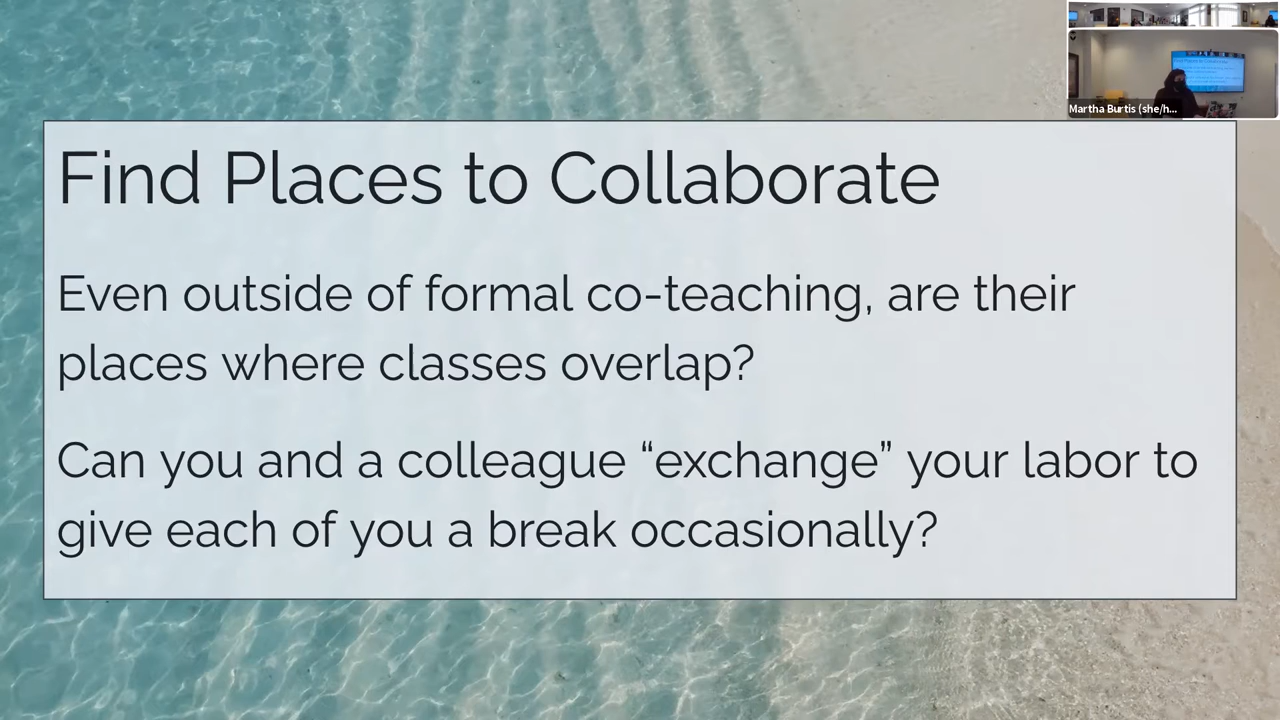 Martha Burtis (she/h...
Find Places to Collaborate
Even outside of formal co-teaching, are their
places where classes overlap?
Can you and a colleague “exchange” your labor to
give each of you a break occasionally?